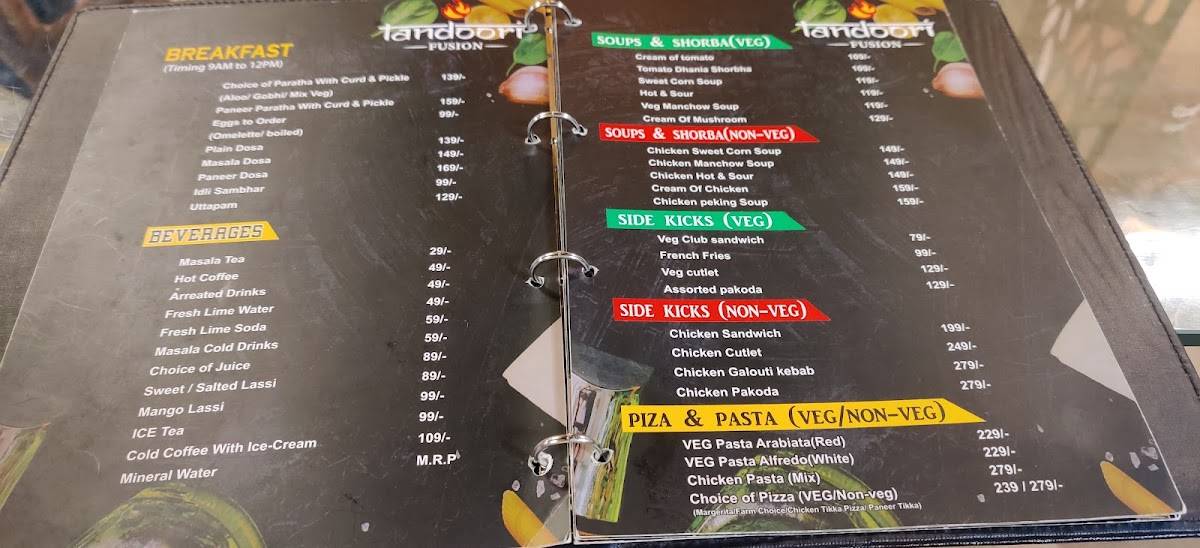 Tandoori
FUSION
BREAKFAST
(Timing 9AM to 12PM)
Choice of Paratha With Curd & Pickle 139/-
(Aloo/ Gobhi/ Mix Veg)
Paneer Paratha With Curd & Pickle 159/-
Eggs to Order 99/-
(Omelette/ boiled)
Plain Dosa 139/-
Masala Dosa 149/-
Paneer Dosa 169/-
Idli Sambhar 99/-
Uttapam 129/-
BEVERAGES
Masala Tea 29/-
Hot Coffee 49/-
Arreated Drinks 49/-
Fresh Lime Water 49/-
Fresh Lime Soda 59/-
Masala Cold Drinks 59/-
Choice of Juice 89/-
Sweet / Salted Lassi 89/-
Mango Lassi 99/-
ICE Tea 99/-
Cold Coffee With Ice-Cream 109/-
Mineral Water M.R.P
Tandoori
FUSION
SOUPS & SHORBA(VEG)
Cream of tomato 109/-
Tomato Dhania Shorbha 109/-
Sweet Corn Soup 119/-
Hot & Sour 119/-
Veg Manchow Soup 119/-
Cream Of Mushroom 129/-
SOUPS & SHORBA(NON-VEG)
Chicken Sweet Corn Soup 149/-
Chicken Manchow Soup 149/-
Chicken Hot & Sour 149/-
Cream Of Chicken 159/-
Chicken peking Soup 159/-
SIDE KICKS (VEG)
Veg Club sandwich 79/-
French Fries 99/-
Veg cutlet 129/-
Assorted pakoda 129/-
SIDE KICKS (NON-VEG)
Chicken Sandwich 199/-
Chicken Cutlet 249/-
Chicken Galouti kebab 279/-
Chicken Pakoda 279/-
PIZA & PASTA (VEG/NON-VEG)
VEG Pasta Arabiata(Red) 229/-
VEG Pasta Alfredo(White) 229/-
Chicken Pasta (Mix) 279/-
Choice of Pizza (VEG/Non-veg) 239 / 279/-
(Margerita/Farm Choice/Chicken Tikka Pizza/ Paneer Tikka)